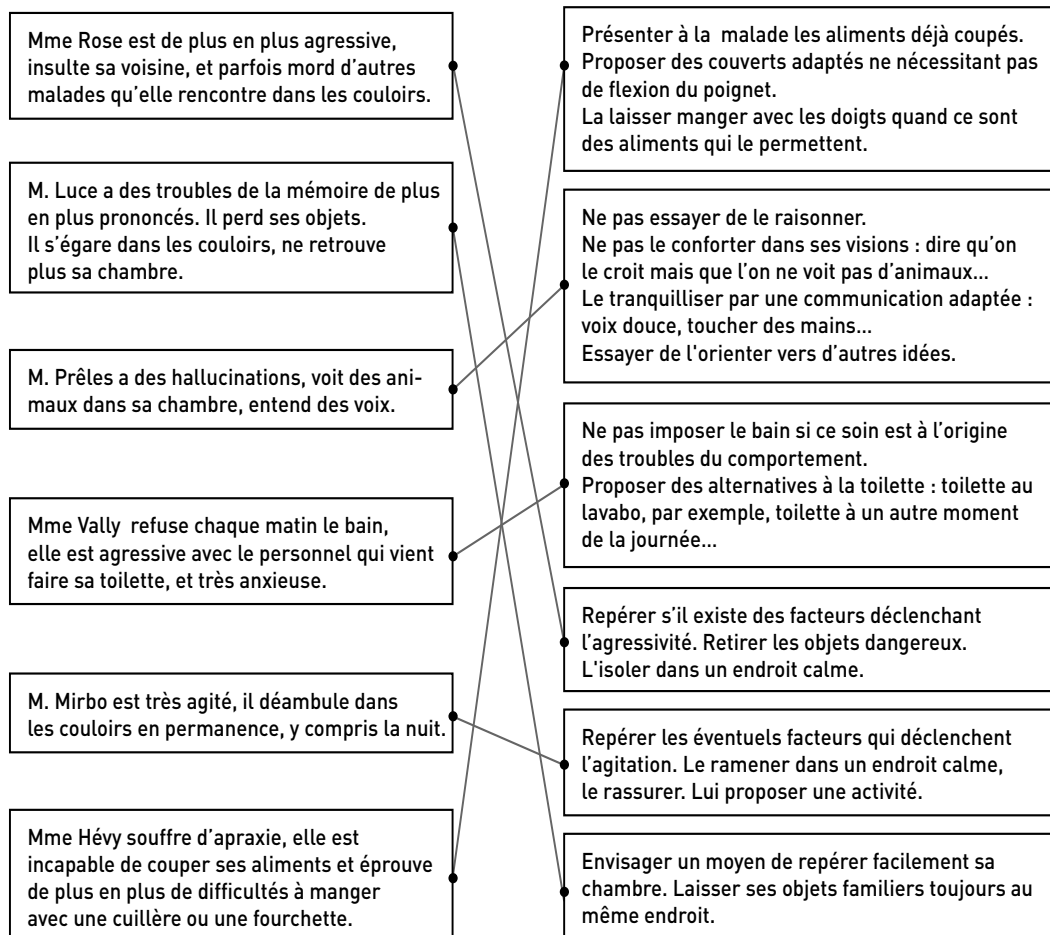 Mme Rose est de plus en plus agressive,
insulte sa voisine, et parfois mord d’autres
malades qu’elle rencontre dans les couloirs.
M. Luce a des troubles de la mémoire de plus
en plus prononcés. Il perd ses objets.
Il s’égare dans les couloirs, ne retrouve
plus sa chambre.
M. Prêles a des hallucinations, voit des ani-
maux dans sa chambre, entend des voix.
Mme Vally refuse chaque matin le bain,
elle est agressive avec le personnel qui vient
faire sa toilette, et très anxieuse.
M. Mirbo est très agité, il déambule dans
les couloirs en permanence, y compris la nuit.
Mme Hévy souffre d’apraxie, elle est
incapable de couper ses aliments et éprouve
de plus en plus de difficultés à manger
avec une cuillère ou une fourchette.
Présenter à la malade les aliments déjà coupés.
Proposer des couverts adaptés ne nécessitant pas
de flexion du poignet.
La laisser manger avec les doigts quand ce sont
des aliments qui le permettent.
Ne pas essayer de le raisonner.
Ne pas le conforter dans ses visions : dire qu’on
le croit mais que l’on ne voit pas d’animaux...
Le tranquilliser par une communication adaptée :
voix douce, toucher des mains...
Essayer de l'orienter vers d’autres idées.
Ne pas imposer le bain si ce soin est à l’origine
des troubles du comportement.
Proposer des alternatives à la toilette : toilette au
lavabo, par exemple, toilette à un autre moment
de la journée...
Repérer s’il existe des facteurs déclenchant
l’agressivité. Retirer les objets dangereux.
L'isoler dans un endroit calme.
Repérer les éventuels facteurs qui déclenchent
l’agitation. Le ramener dans un endroit calme,
le rassurer. Lui proposer une activité.
Envisager un moyen de repérer facilement sa
chambre. Laisser ses objets familiers toujours au
même endroit.